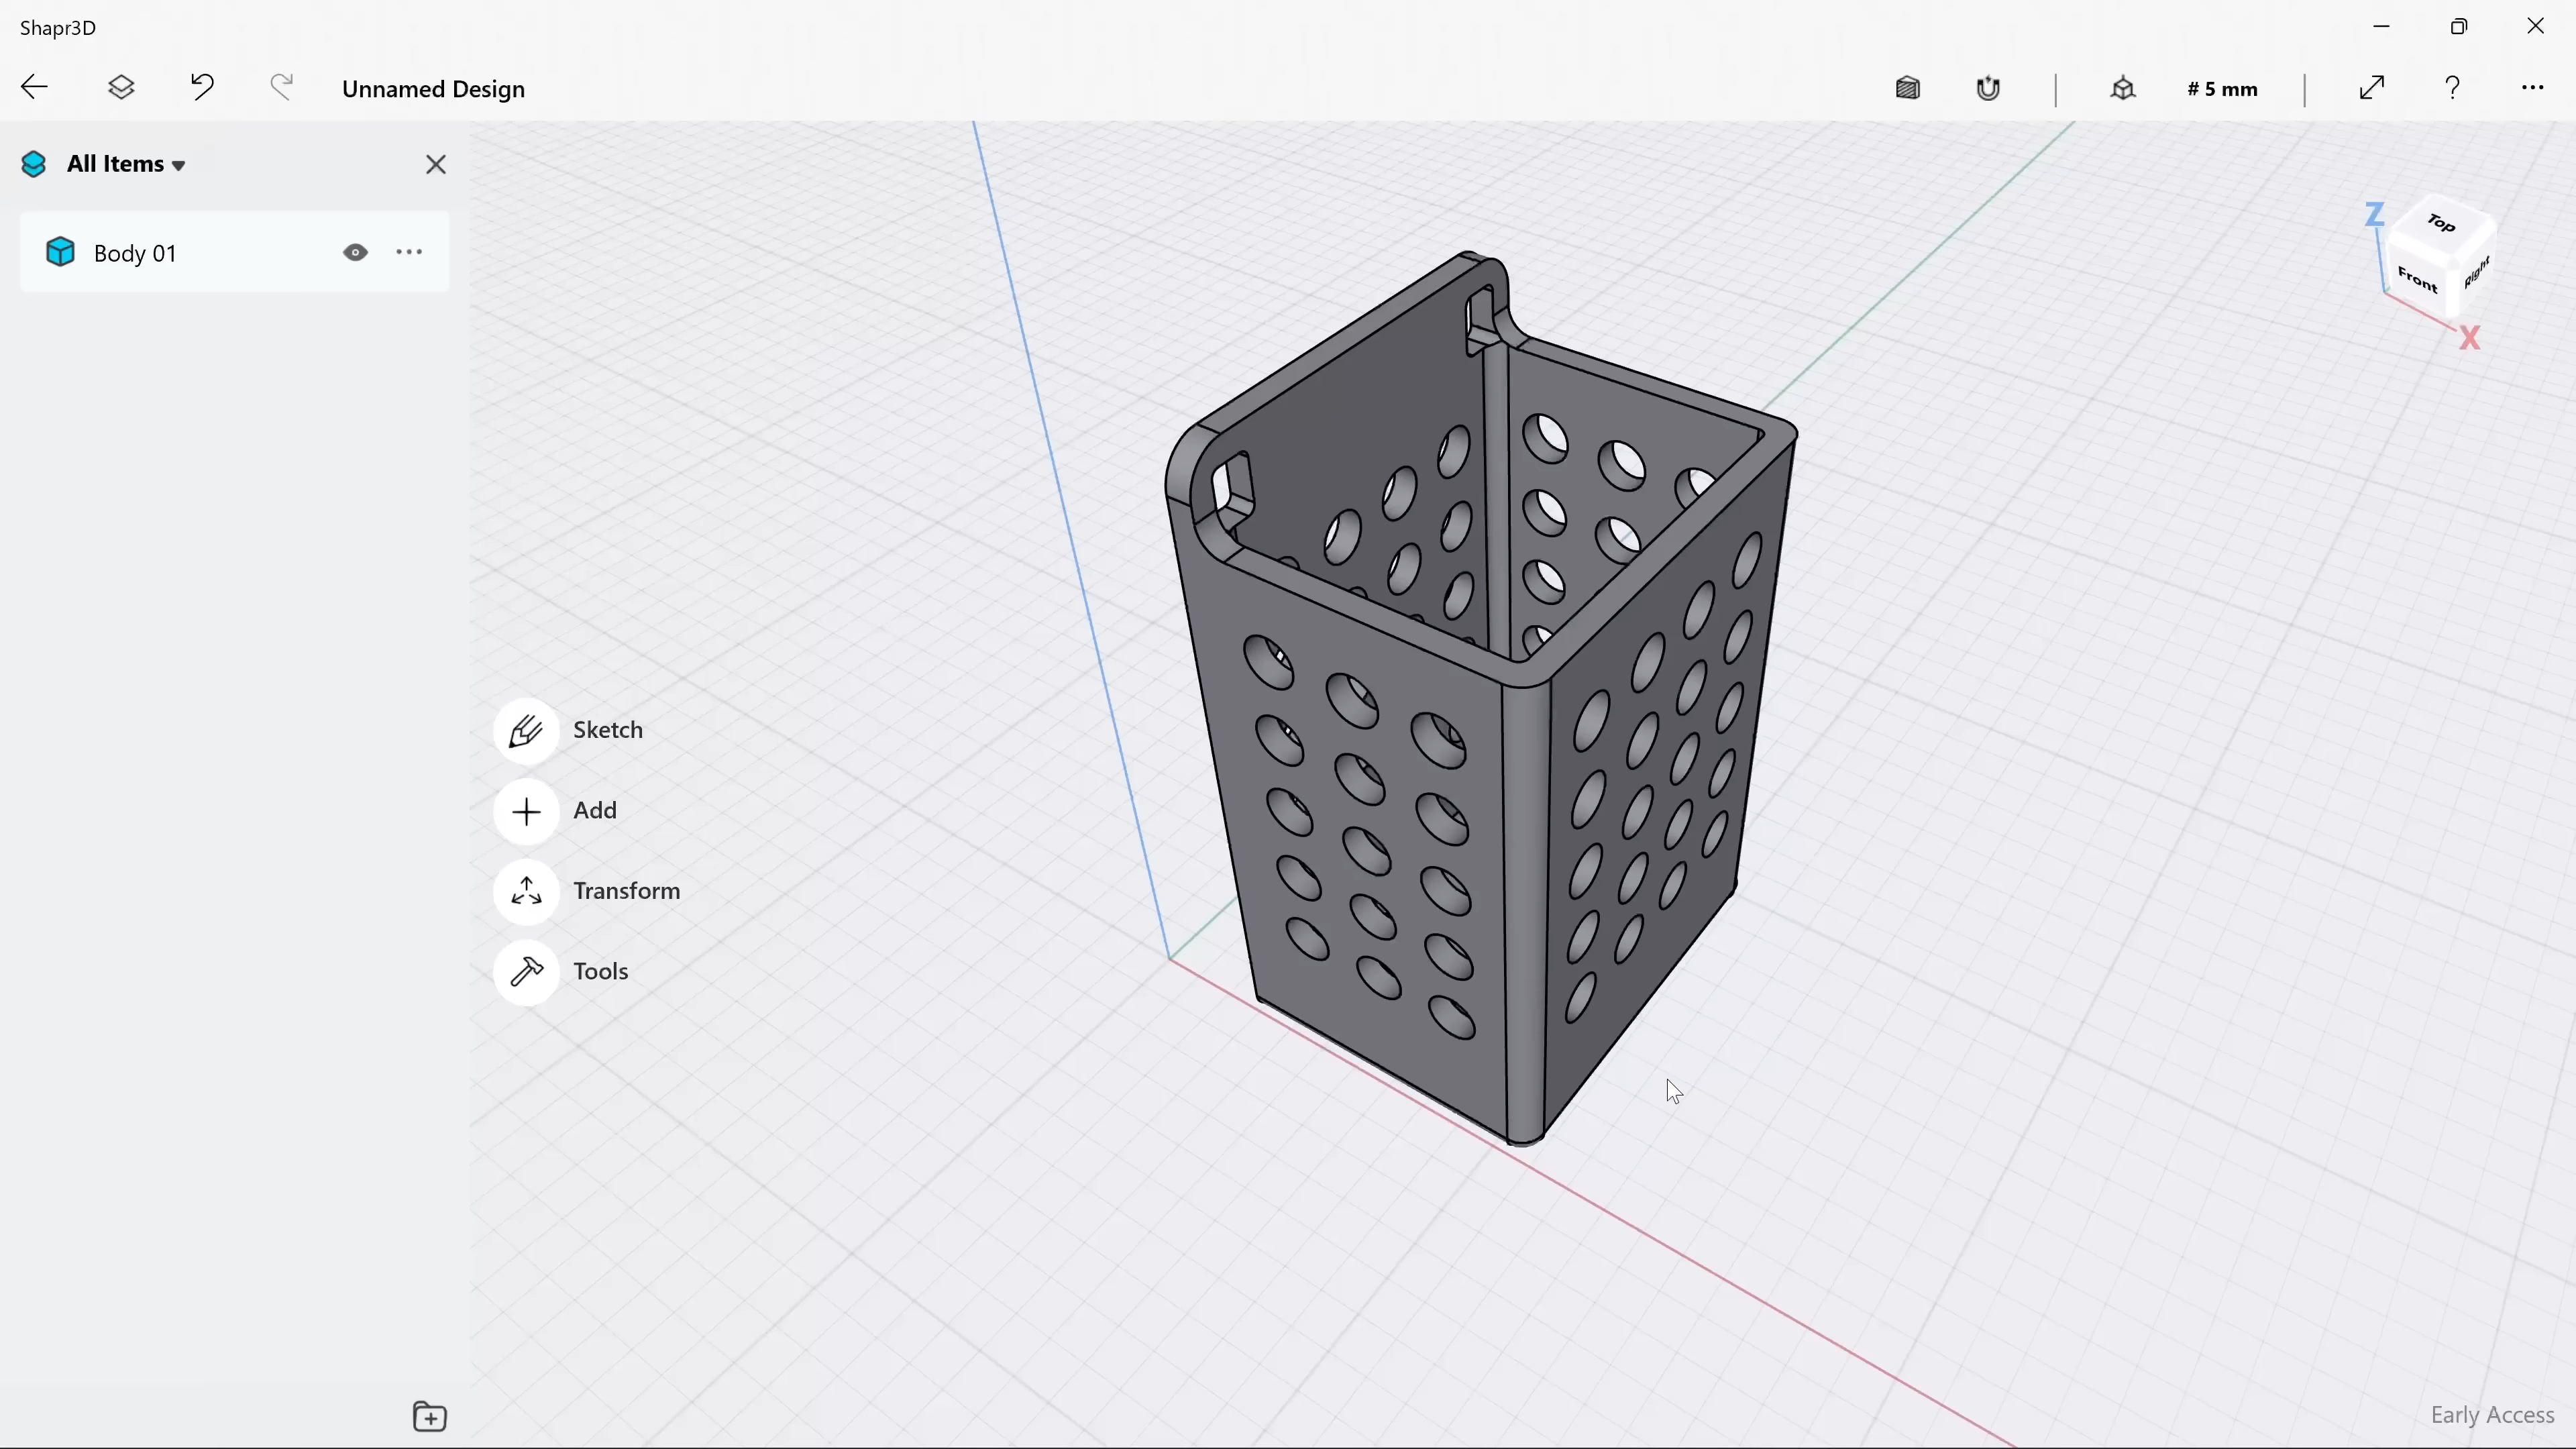 Shapr3D
Unnamed Design
# 5 mm
?
All Items
Body 01
Z
Top
Front
Right
X
Sketch
Add
Transform
Tools
Early Access